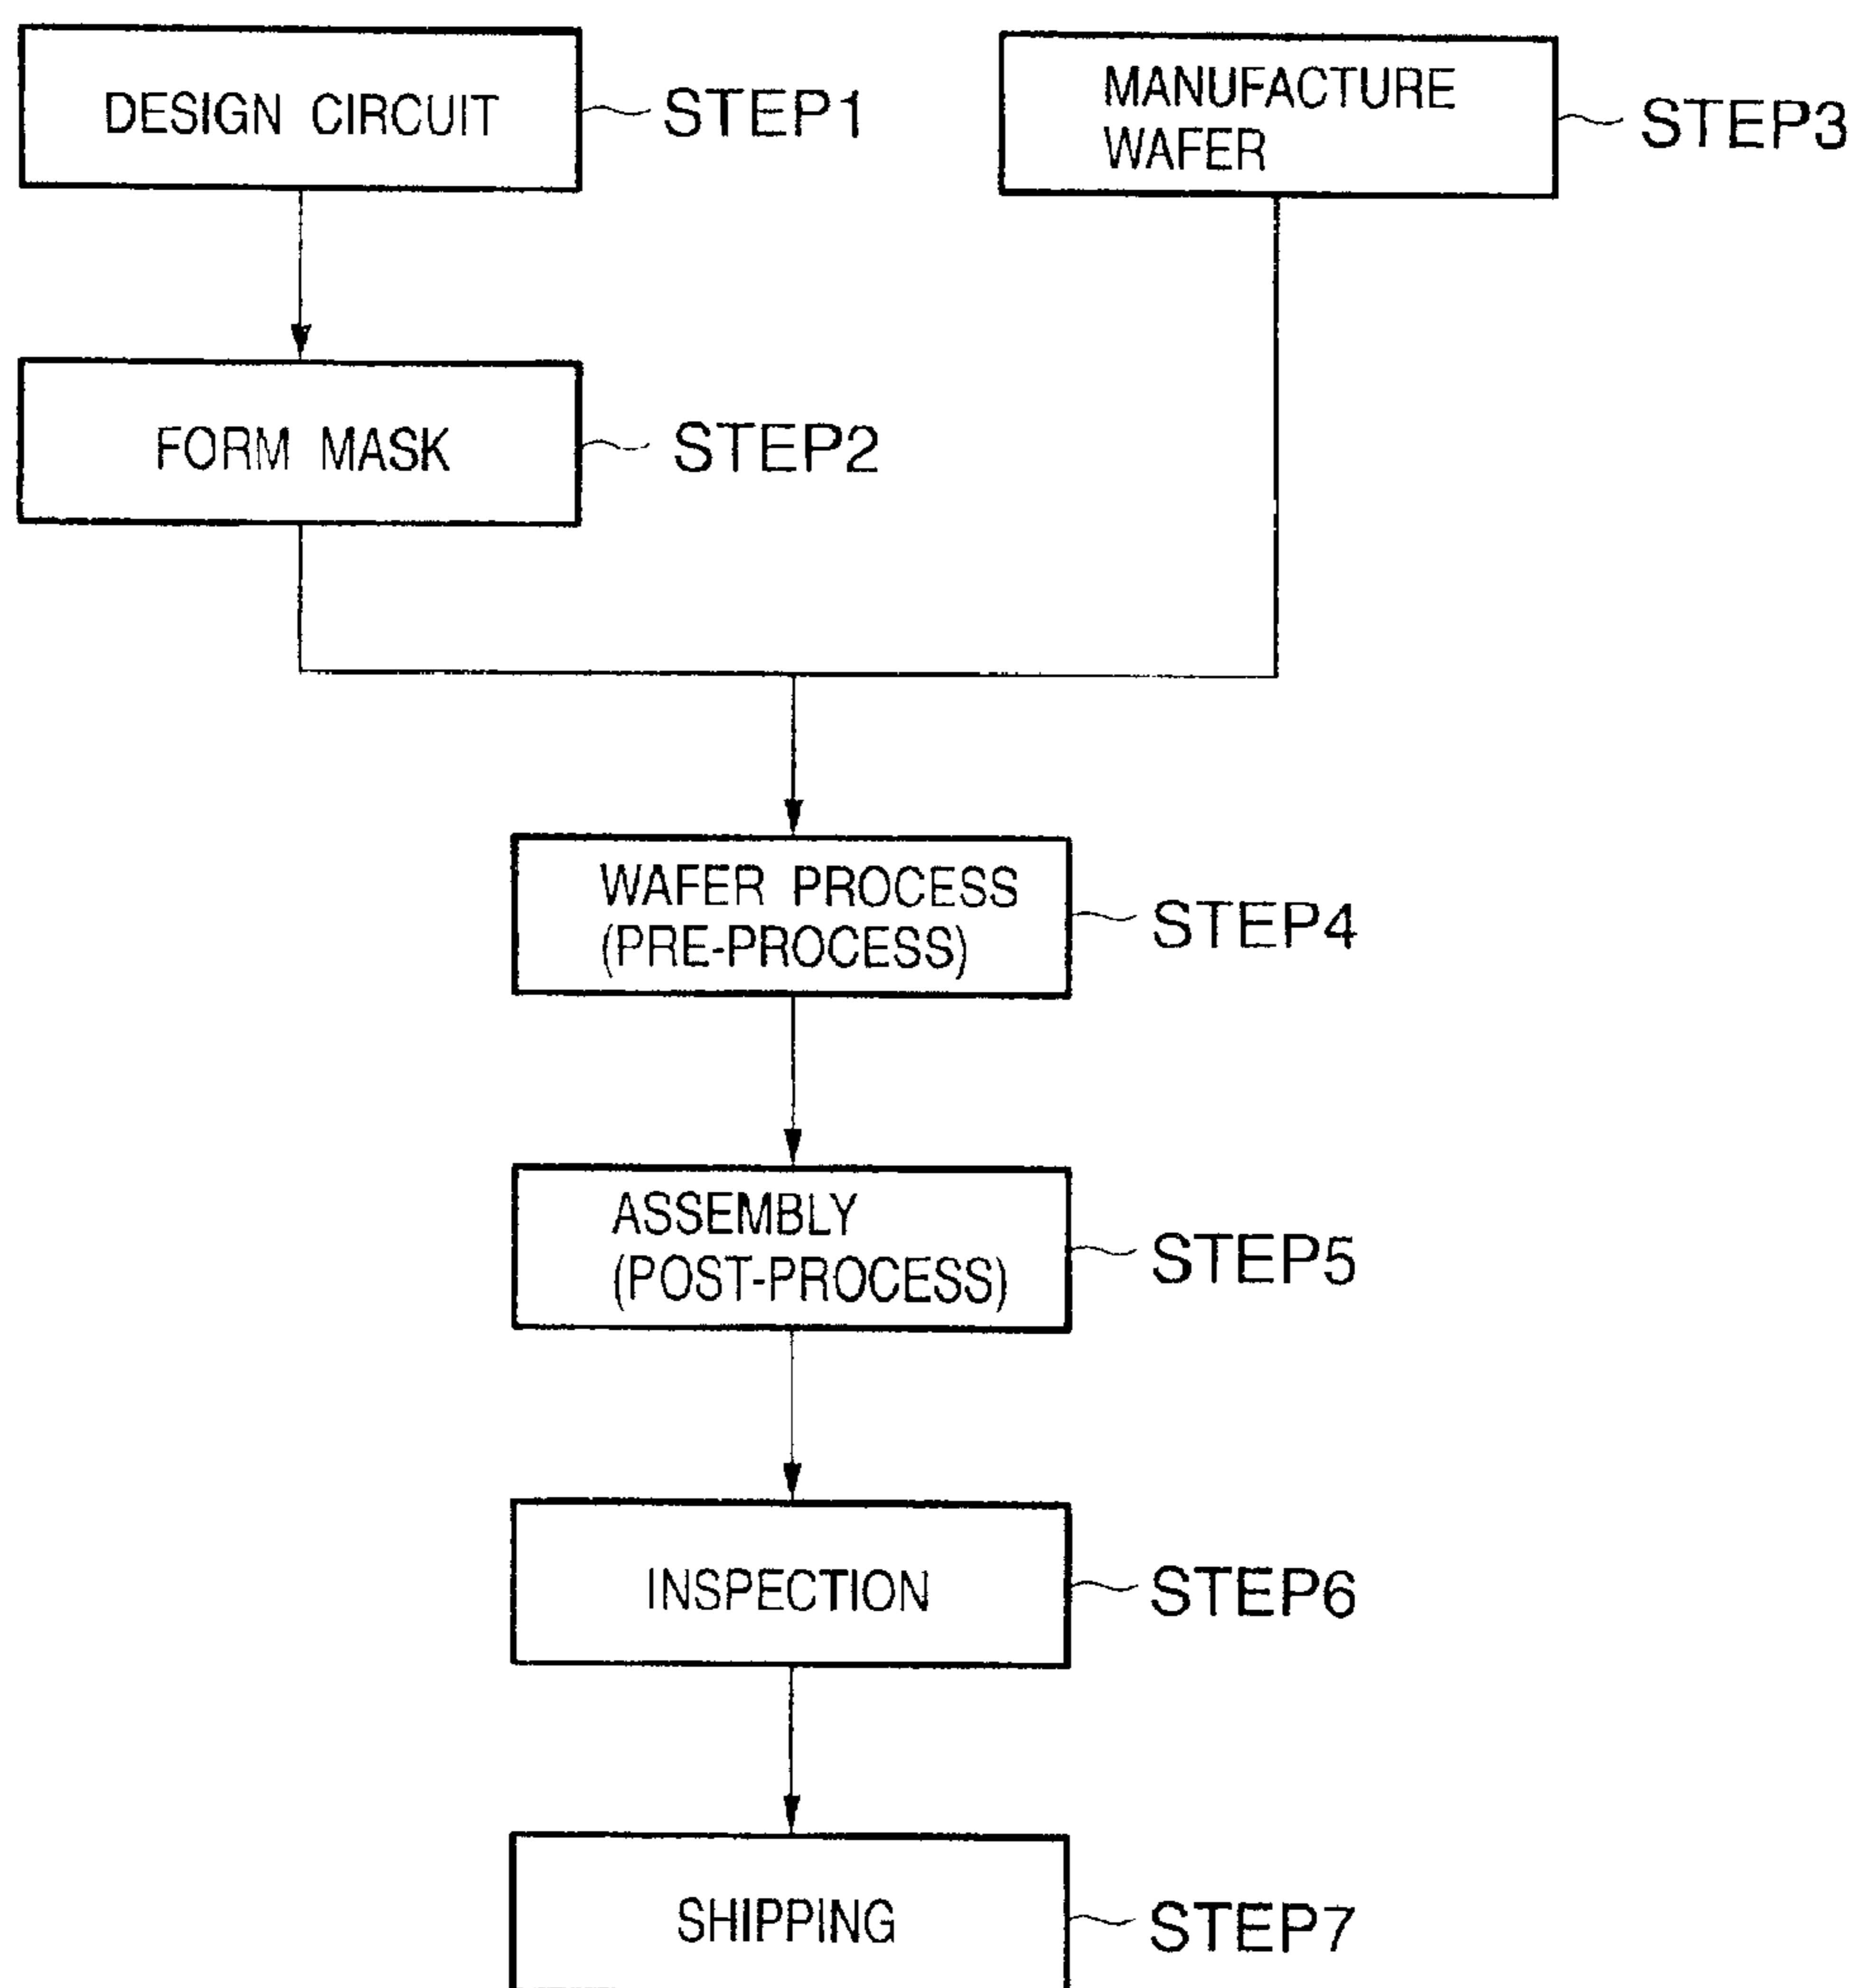 DESIGN CIRCUIT
STEP1
MANUFACTURE
WAFER
STEP3
FORM MASK
STEP2
WAFER PROCESS
(PRE-PROCESS)
STEP4
ASSEMBLY
(POST-PROCESS)
STEP5
INSPECTION
STEP6
SHIPPING
STEP7